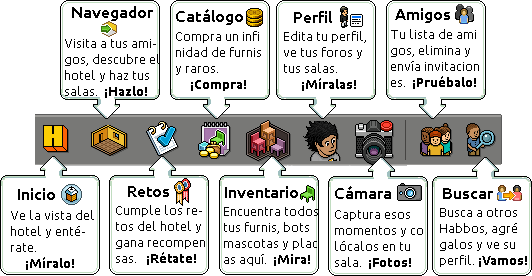 Navegador
Visita a tus ami-
gos, descubre el
hotel y haz tus
salas. ¡Hazlo!
Catálogo
Compra un infi
nidad de furnis
y raros.
¡Compra!
Perfil
Edita tu perfil,
ve tus foros y
tus salas.
¡Míralas!
Amigos
Tu lista de ami
gos, elimina y
envía invitacion
es. ¡Pruébalo!
H
Inicio
Ve la vista del
hotel y enté-
rate.
¡Míralo!
Retos
Cumple los re-
tos del hotel y
gana recompen
sas. ¡Rétate!
Inventario
Encuentra todos
tus furnis, bots
mascotas y plac
as aquí. ¡Mira!
Cámara
Captura esos
momentos y co
lócalos en tu
sala. ¡Fotos!
Buscar
Busca a otros
Habbos, agré
galos y ve su
perfil. ¡Vamos!